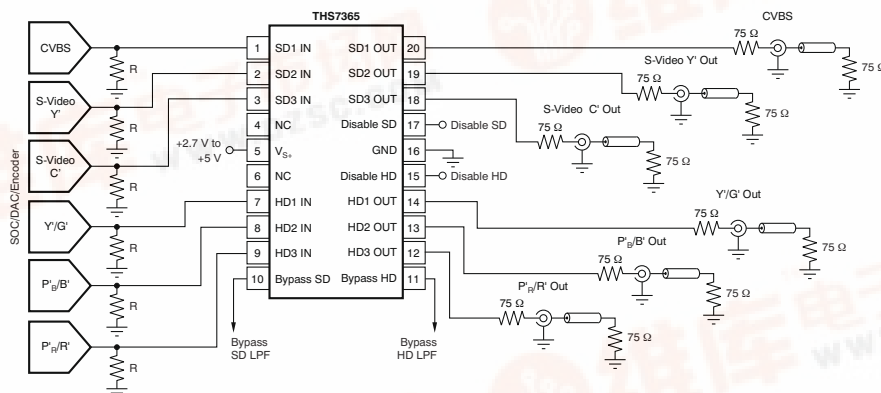 THS7365
CVBS
CVBS
1 SD1 IN SD1 OUT 20
75 Ω
R
75 Ω
S-Video Y' Out
2 SD2 IN SD2 OUT 19
75 Ω
S-Video
Y'
R
75 Ω
3 SD3 IN SD3 OUT 18
S-Video C' Out
75 Ω
4 NC Disable SD 17 Disable SD
+2.7 V to
+5 V
5 VS+ GND 16
75 Ω
S-Video
C'
R
6 NC Disable HD 15 Disable HD
SOC/DAC/Encoder
Y'/G' Out
Y'/G'
7 HD1 IN HD1 OUT 14
75 Ω
R
75 Ω
8 HD2 IN HD2 OUT 13
P'B/B' Out
9 HD3 IN HD3 OUT 12
75 Ω
P'B/B'
R
75 Ω
10 Bypass SD Bypass HD 11
P'R/R' Out
75 Ω
75 Ω
P'R/R'
R
Bypass
SD LPF
Bypass
HD LPF